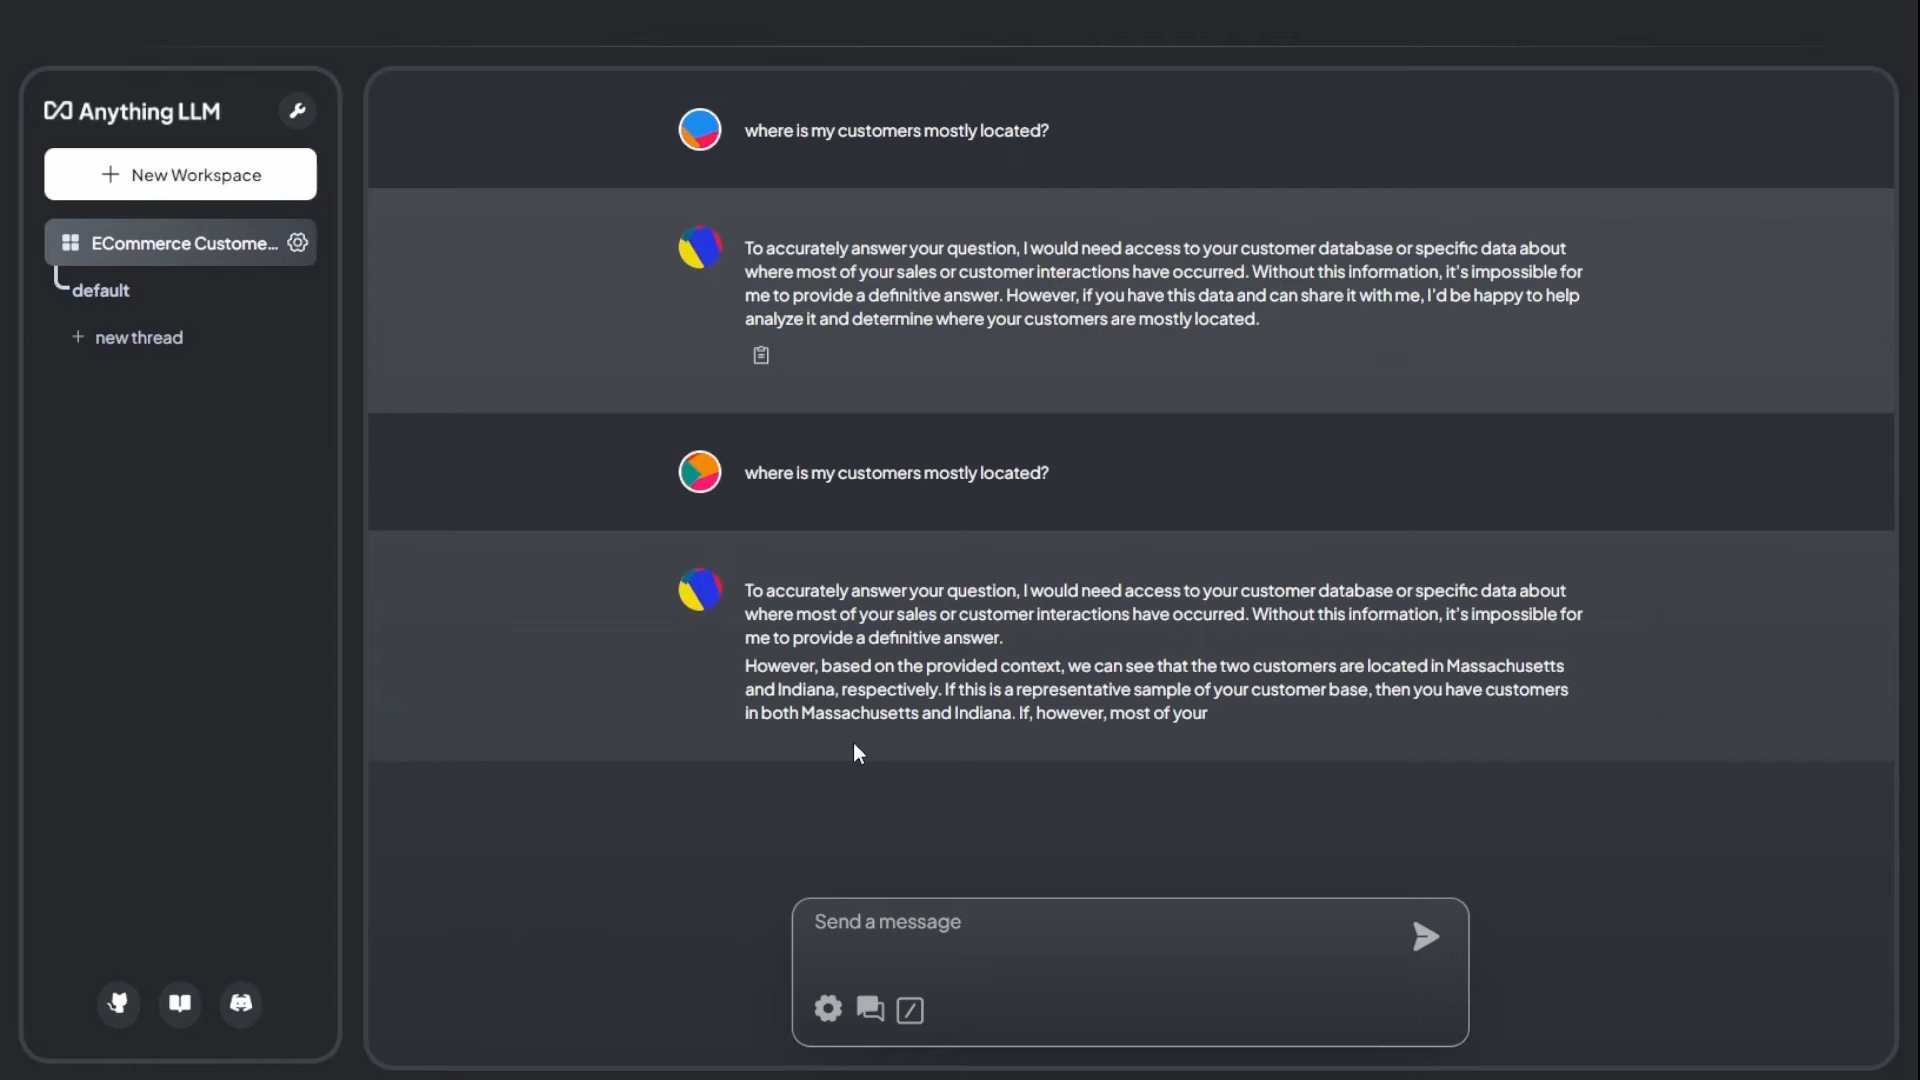 Anything LLM
New Workspace
ECommerce Custome...
default
new thread
where is my customers mostly located?
To accurately answer your question, I would need access to your customer database or specific data about
where most of your sales or customer interactions have occurred. Without this information, it's impossible for
me to provide a definitive answer. However, if you have this data and can share it with me, I'd be happy to help
analyze it and determine where your customers are mostly located.
where is my customers mostly located?
To accurately answer your question, I would need access to your customer database or specific data about
where most of your sales or customer interactions have occurred. Without this information, it's impossible for
me to provide a definitive answer.
However, based on the provided context, we can see that the two customers are located in Massachusetts
and Indiana, respectively. If this is a representative sample of your customer base, then you have customers
in both Massachusetts and Indiana. If, however, most of your
Send a message